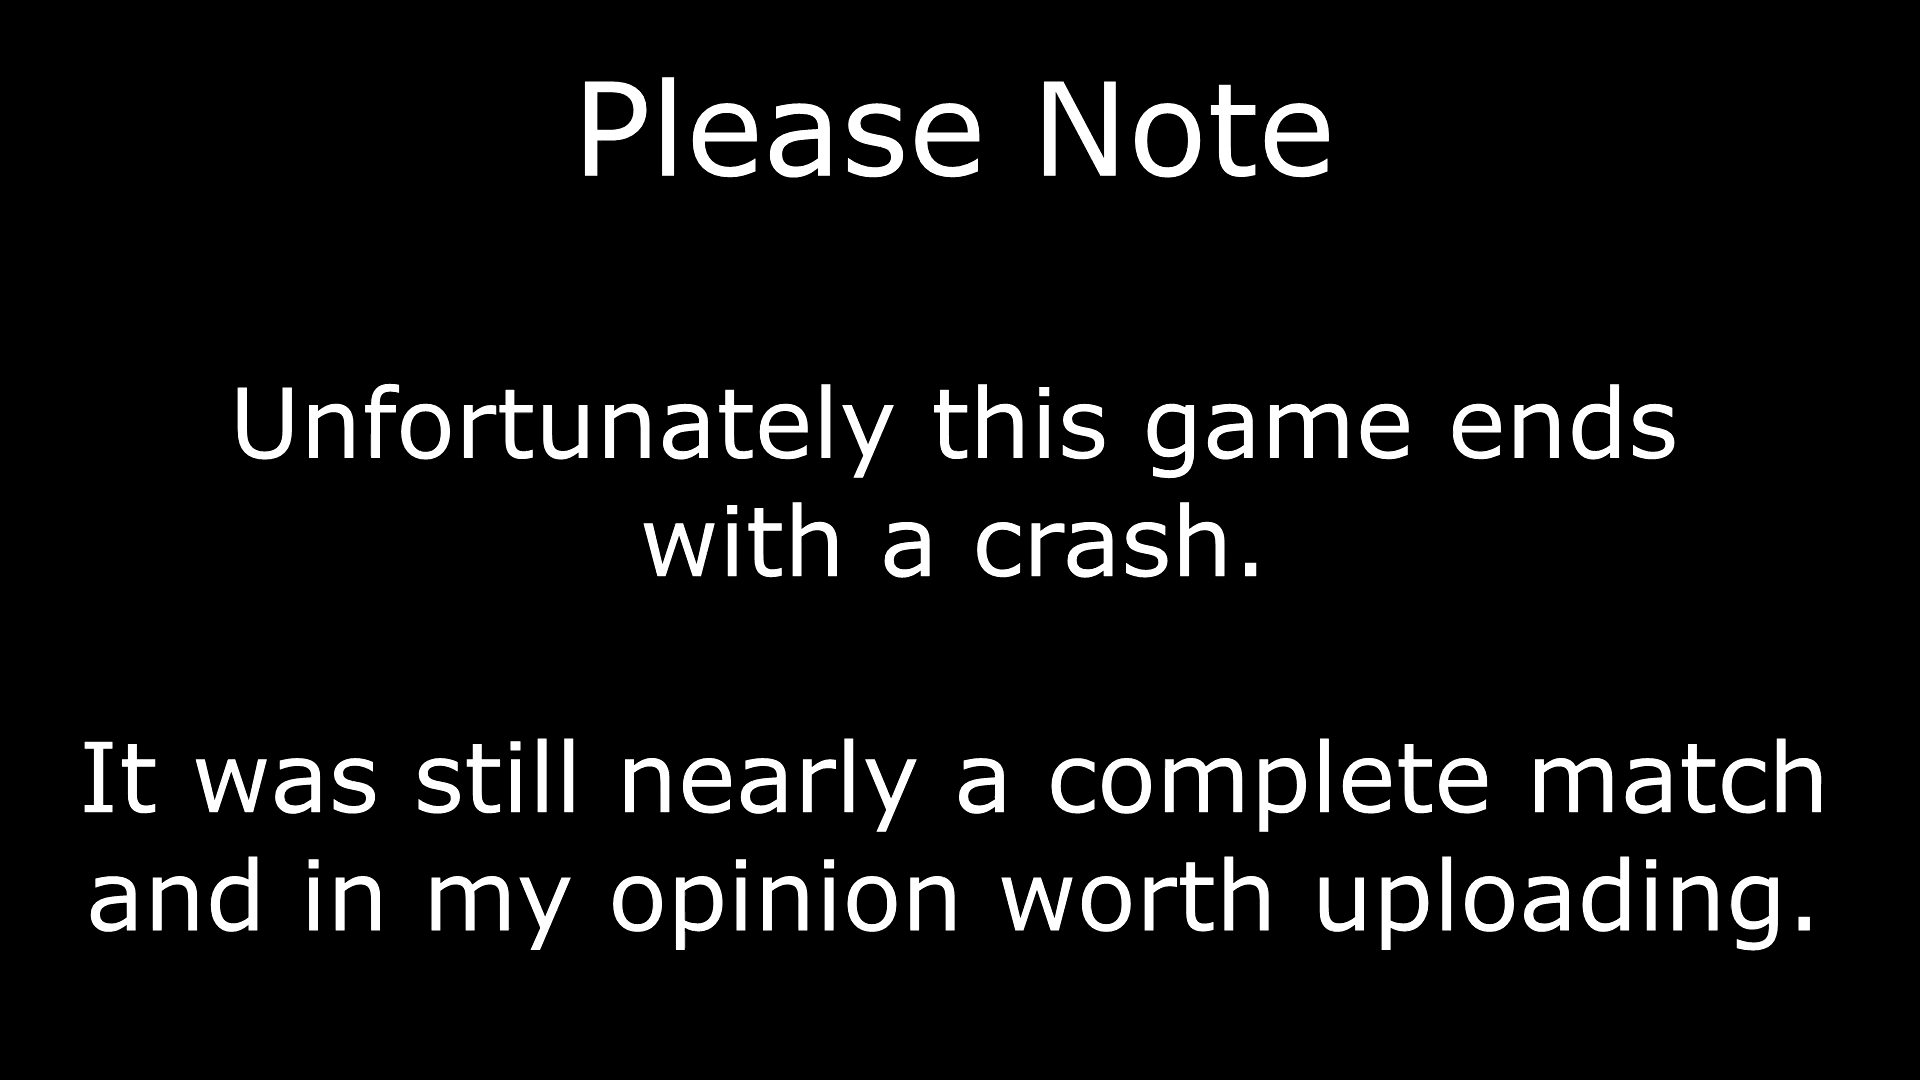 Please Note
Unfortunately this game ends
with a crash.
It was still nearly a complete match
and in my opinion worth uploading.